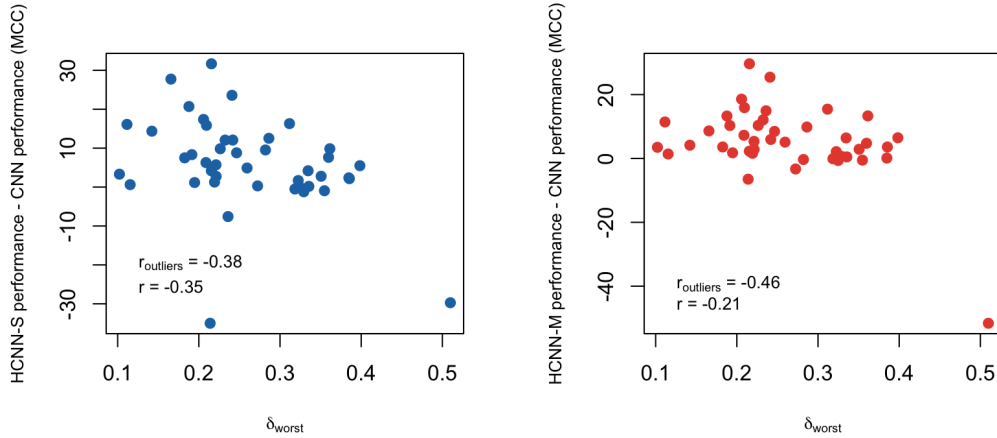 HCNN-S performance - CNN performance (MCC)
30
10
-10
-30
r_outliers = -0.38
r = -0.35
0.1 0.2 0.3 0.4 0.5
δ_worst
HCNN-M performance - CNN performance (MCC)
20
0
-20
-40
r_outliers = -0.46
r = -0.21
0.1 0.2 0.3 0.4 0.5
δ_worst